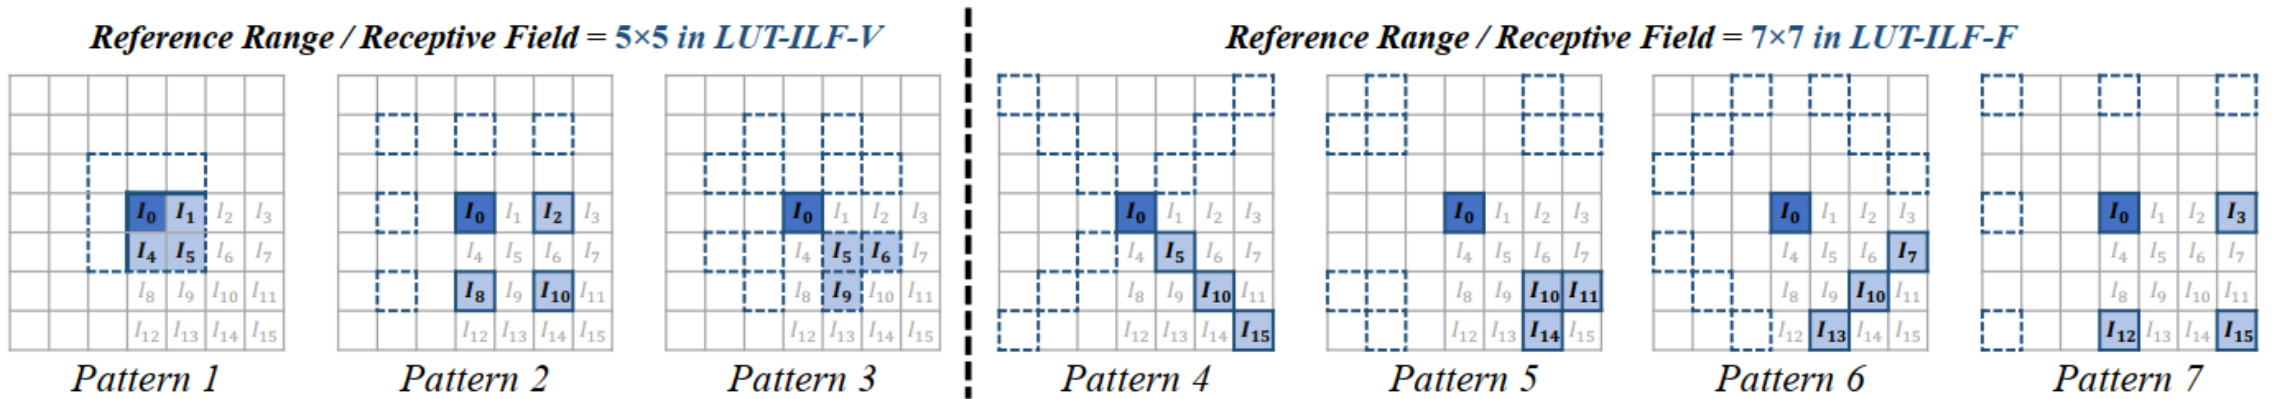 Reference Range / Receptive Field = 5×5 in LUT-ILF-V
Reference Range / Receptive Field = 7×7 in LUT-ILF-F
I0 I1 I2 I3
I4 I5 I6 I7
I8 I9 I10 I11
I12 I13 I14 I15
Pattern 1
I0 I1 I2 I3
I4 I5 I6 I7
I8 I9 I10 I11
I12 I13 I14 I15
Pattern 2
I0 I1 I2 I3
I4 I5 I6 I7
I8 I9 I10 I11
I12 I13 I14 I15
Pattern 3
I0 I1 I2 I3
I4 I5 I6 I7
I8 I9 I10 I11
I12 I13 I14 I15
Pattern 4
I0 I1 I2 I3
I4 I5 I6 I7
I8 I9 I10 I11
I12 I13 I14 I15
Pattern 5
I0 I1 I2 I3
I4 I5 I6 I7
I8 I9 I10 I11
I12 I13 I14 I15
Pattern 6
I0 I1 I2 I3
I4 I5 I6 I7
I8 I9 I10 I11
I12 I13 I14 I15
Pattern 7